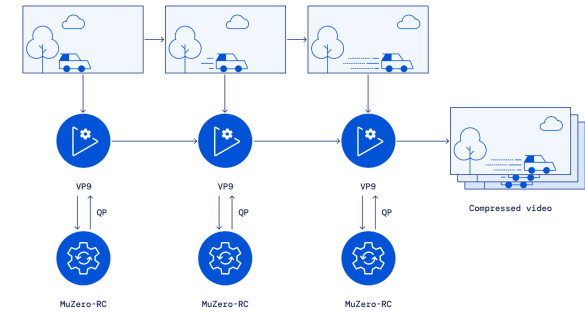 VP9
VP9
VP9
QP
QP
QP
MuZero-RC
MuZero-RC
MuZero-RC
Compressed video